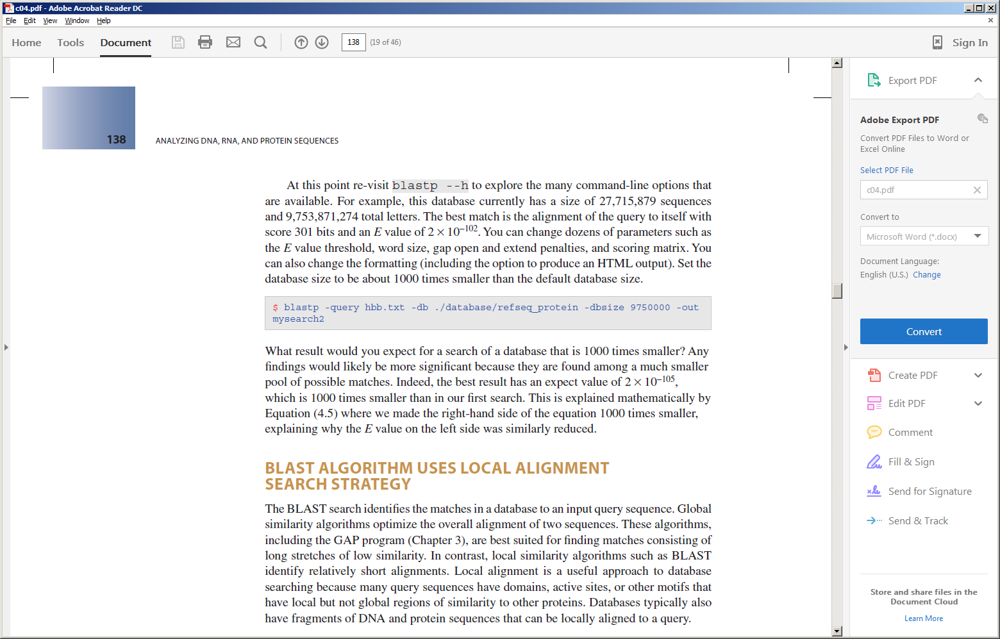 c04.pdf - Adobe Acrobat Reader DC
File Edit View Window Help
Home Tools Document 138 (19 of 46) Sign In
138 ANALYZING DNA, RNA, AND PROTEIN SEQUENCES
At this point re-visit blastp --h to explore the many command-line options that
are available. For example, this database currently has a size of 27,715,879 sequences
and 9,753,871,274 total letters. The best match is the alignment of the query to itself with
score 301 bits and an E value of 2 × 10⁻¹⁰². You can change dozens of parameters such as
the E value threshold, word size, gap open and extend penalties, and scoring matrix. You
can also change the formatting (including the option to produce an HTML output). Set the
database size to be about 1000 times smaller than the default database size.
$ blastp -query hbb.txt -db ./database/refseq_protein -dbsize 9750000 -out
mysearch2
What result would you expect for a search of a database that is 1000 times smaller? Any
findings would likely be more significant because they are found among a much smaller
pool of possible matches. Indeed, the best result has an expect value of 2 × 10⁻¹⁰⁵,
which is 1000 times smaller than in our first search. This is explained mathematically by
Equation (4.5) where we made the right-hand side of the equation 1000 times smaller,
explaining why the E value on the left side was similarly reduced.
BLAST ALGORITHM USES LOCAL ALIGNMENT
SEARCH STRATEGY
The BLAST search identifies the matches in a database to an input query sequence. Global
similarity algorithms optimize the overall alignment of two sequences. These algorithms,
including the GAP program (Chapter 3), are best suited for finding matches consisting of
long stretches of low similarity. In contrast, local similarity algorithms such as BLAST
identify relatively short alignments. Local alignment is a useful approach to database
searching because many query sequences have domains, active sites, or other motifs that
have local but not global regions of similarity to other proteins. Databases typically also
have fragments of DNA and protein sequences that can be locally aligned to a query.
Export PDF
Adobe Export PDF
Convert PDF Files to Word or
Excel Online
Select PDF File
c04.pdf
Convert to
Microsoft Word (*.docx)
Document Language:
English (U.S.) Change
Convert
Create PDF
Edit PDF
Comment
Fill & Sign
Send for Signature
Send & Track
Store and share files in the
Document Cloud
Learn More